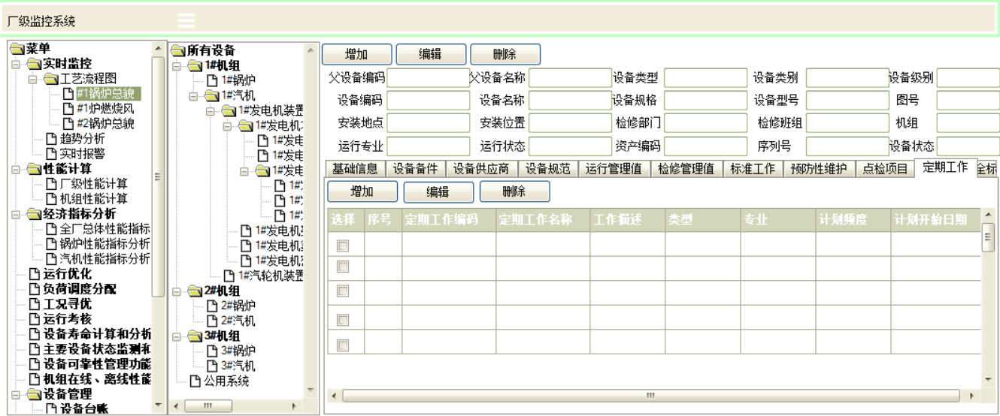 厂级监控系统
菜单
实时监控
工艺流程图
#1锅炉总貌
#1炉燃烧风
#2锅炉总貌
趋势分析
实时报警
性能计算
厂级性能计算
机组性能计算
经济指标分析
全厂总体性能指标
锅炉性能指标分析
汽机性能指标分析
运行优化
负荷调度分配
工况寻优
运行考核
设备寿命计算和分析
主要设备状态监测和
设备可靠性管理功能
机组在线、离线性能
设备管理
设备台账
所有设备
1#机组
1#锅炉
1#汽机
1#发电机装置
1#发电机
1#发电
1#发电
1#发电
1#
1#
1#
1#发电机
1#发电机
1#发电机
1#汽轮机装置
2#机组
2#锅炉
2#汽机
3#机组
3#锅炉
3#汽机
公用系统
增加 编辑 删除
父设备编码 父设备名称 设备类型 设备类别 设备级别
设备编码 设备名称 设备规格 设备型号 图号
安装地点 安装位置 检修部门 检修班组 机组
运行专业 运行状态 资产编码 序列号 设备状态
基础信息 设备备件 设备供应商 设备规范 运行管理值 检修管理值 标准工作 预防性维护 点检项目 定期工作 全标
增加 编辑 删除
选择 序号 定期工作编码 定期工作名称 工作描述 类型 专业 计划频度 计划开始日期